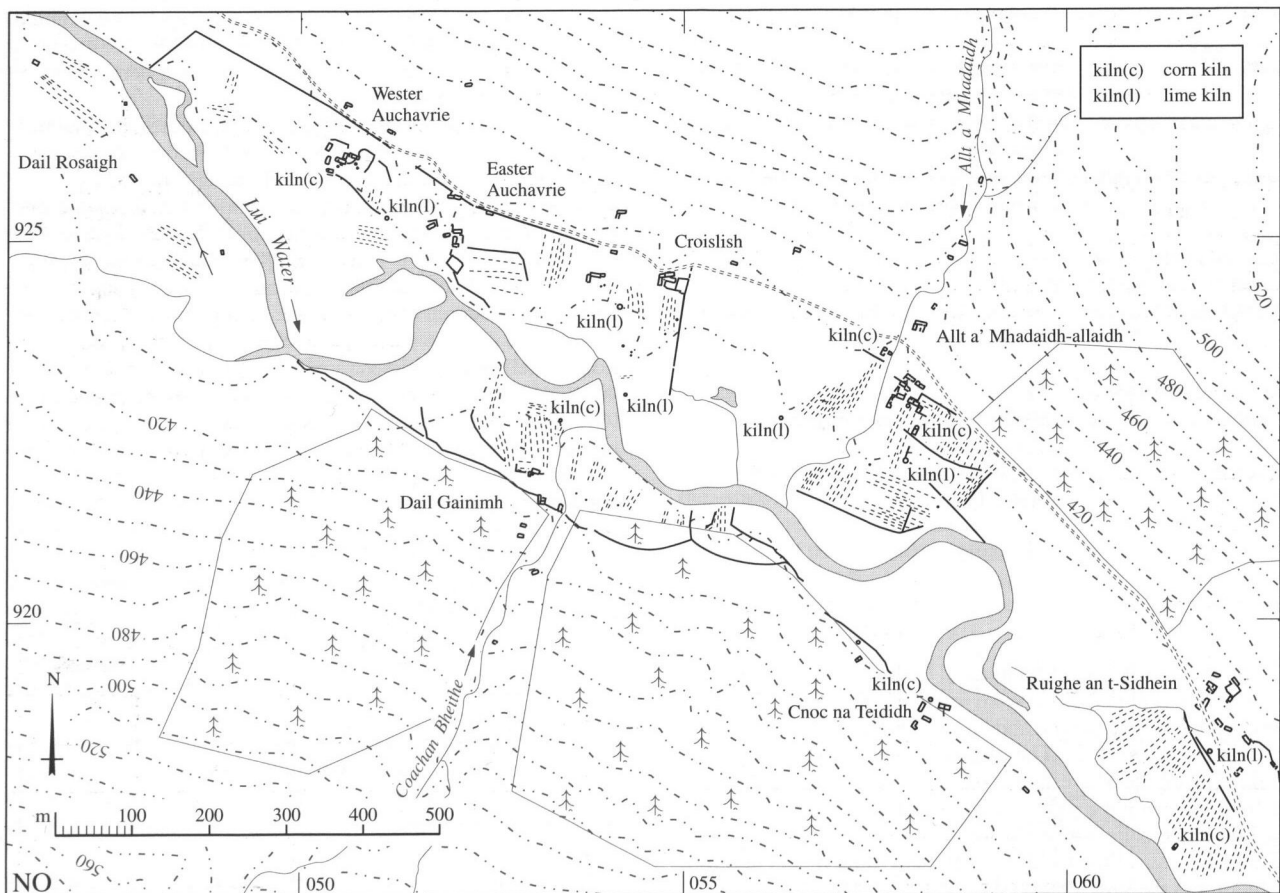 kiln(c) corn kiln
kiln(l) lime kiln
Allt a' Mhadaidh
Wester
Auchavrie
Dail Rosaigh
kiln(c)
Easter
Auchavrie
kiln(l)
Lui Water
925
Croislish
520
kiln(l)
kiln(c)
Allt a' Mhadaidh-allaidh
500
480
460
440
420
420
kiln(c)
kiln(l)
kiln(l)
kiln(c)
kiln(l)
440
Dail Gainimh
460
920
480
500
520
Coachan Bheithe
N
kiln(c)
Cnoc na Teididh
Ruighe an t-Sidhein
kiln(l)
kiln(c)
m 100 200 300 400 500
560
NO
050
055
060